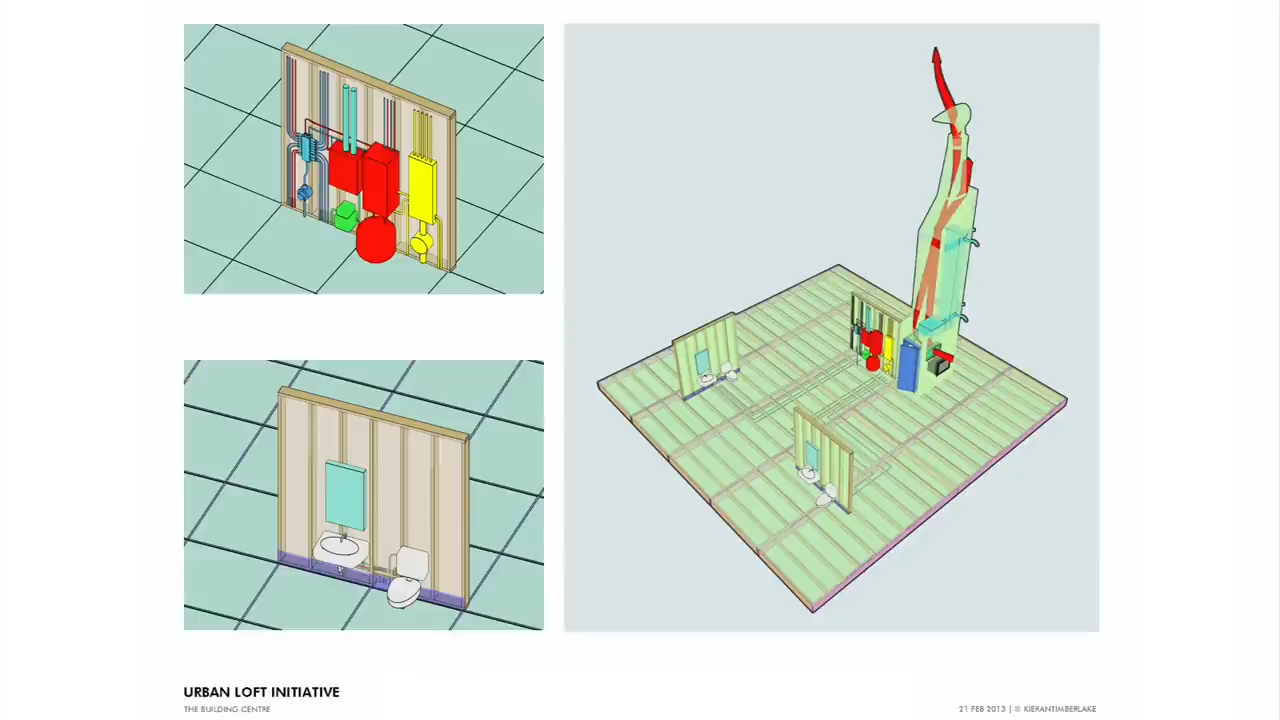 URBAN LOFT INITIATIVE
THE BUILDING CENTRE
21 FEB 2013 | © KIERANTIMBERLAKE